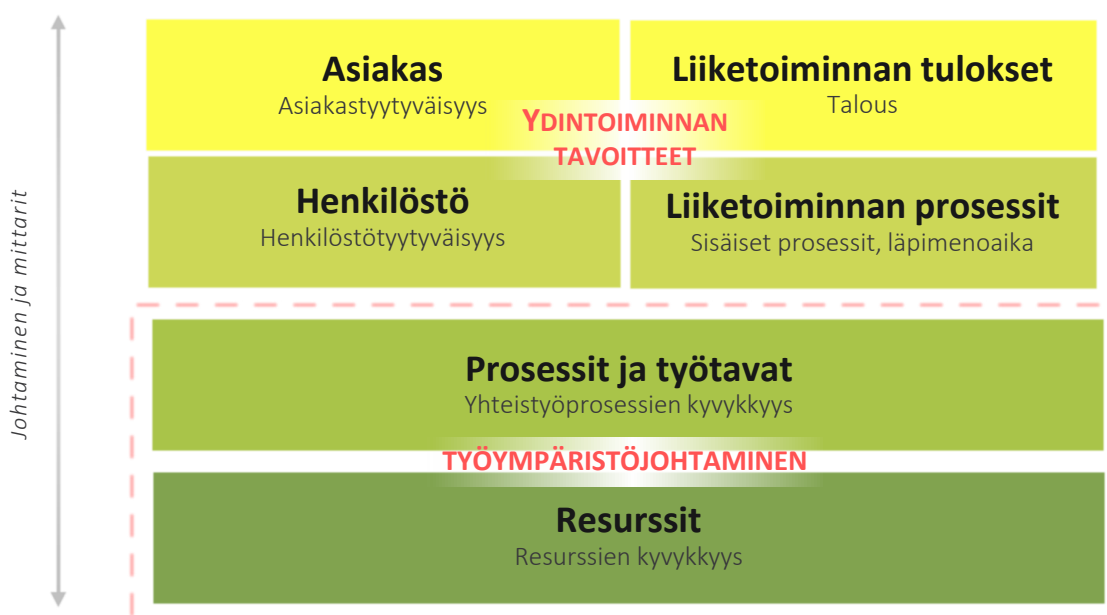 Johtaminen ja mittarit
Asiakas
Asiakastyytyväisyys
Liiketoiminnan tulokset
Talous
YDINTOIMINNAN
TAVOITTEET
Henkilöstö
Henkilöstötyytyväisyys
Liiketoiminnan prosessit
Sisäiset prosessit, läpimenoaika
Prosessit ja työtavat
Yhteistyöprosessien kyvykkyys
TYÖYMPÄRISTÖJOHTAMINEN
Resurssit
Resurssien kyvykkyys